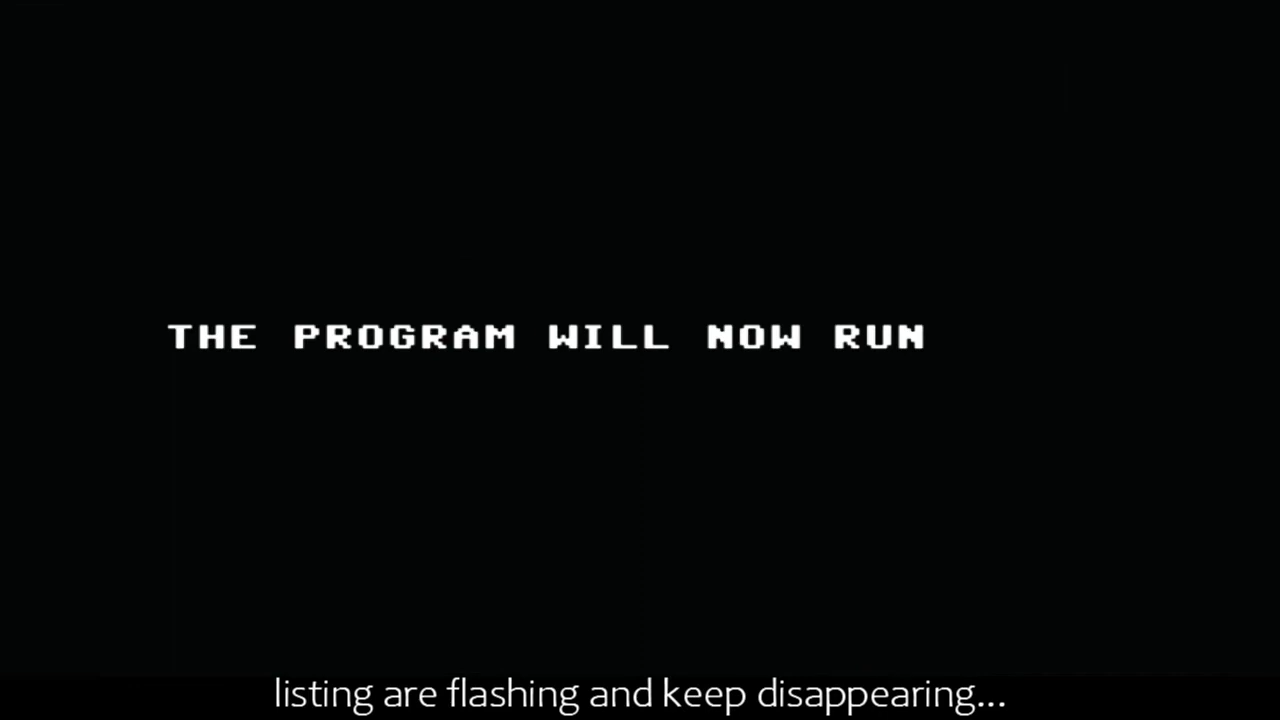 THE PROGRAM WILL NOW RUN
listing are flashing and keep disappearing...